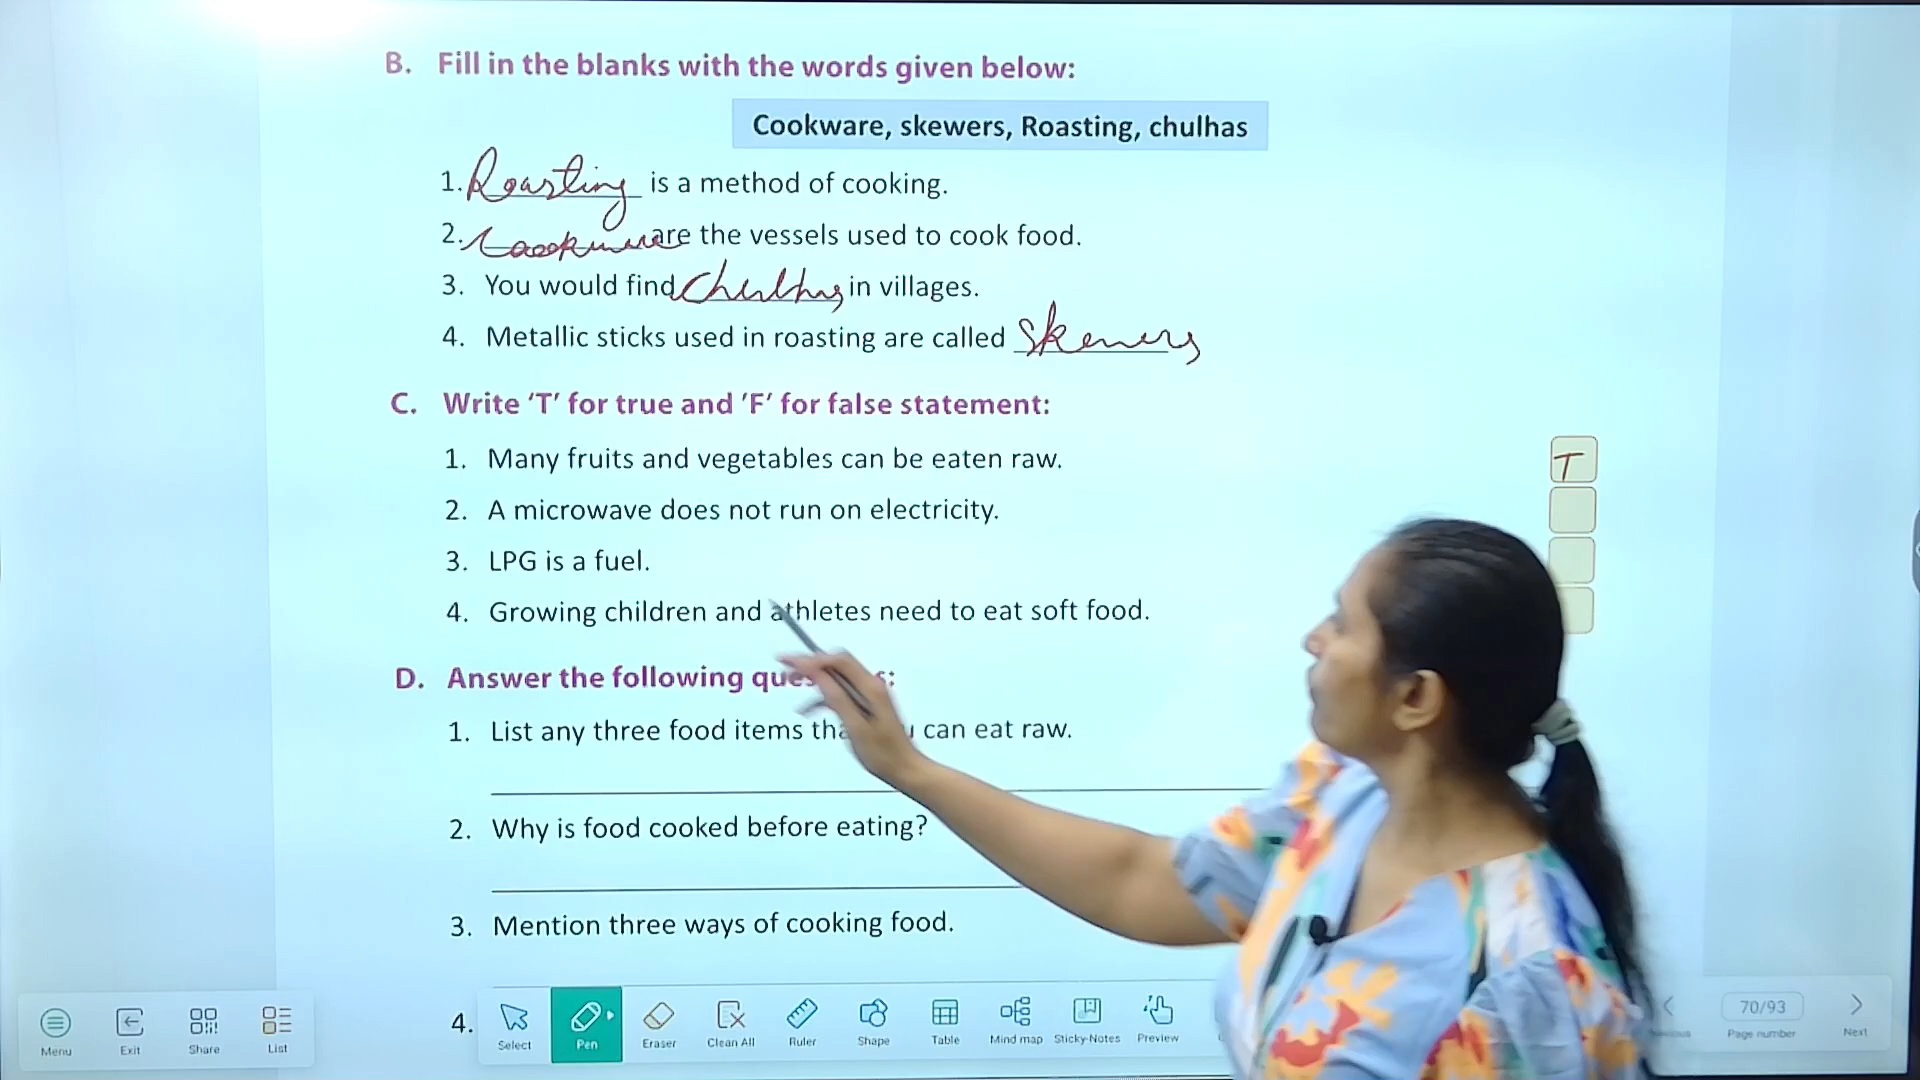 B. Fill in the blanks with the words given below:
Cookware, skewers, Roasting, chulhas
1. Roasting is a method of cooking.
2. Cookware are the vessels used to cook food.
3. You would find chulhas in villages.
4. Metallic sticks used in roasting are called skewers
C. Write ‘T’ for true and ‘F’ for false statement:
1. Many fruits and vegetables can be eaten raw. T
2. A microwave does not run on electricity.
3. LPG is a fuel.
4. Growing children and athletes need to eat soft food.
D. Answer the following
1. List any three food items can eat raw.
2. Why is food cooked before eating?
3. Mention three ways of cooking food.
4.
Menu Exit Share List Select Pen Eraser Clean All Ruler Shape Table Mind map Sticky-Notes Preview 70/93 Page number Next